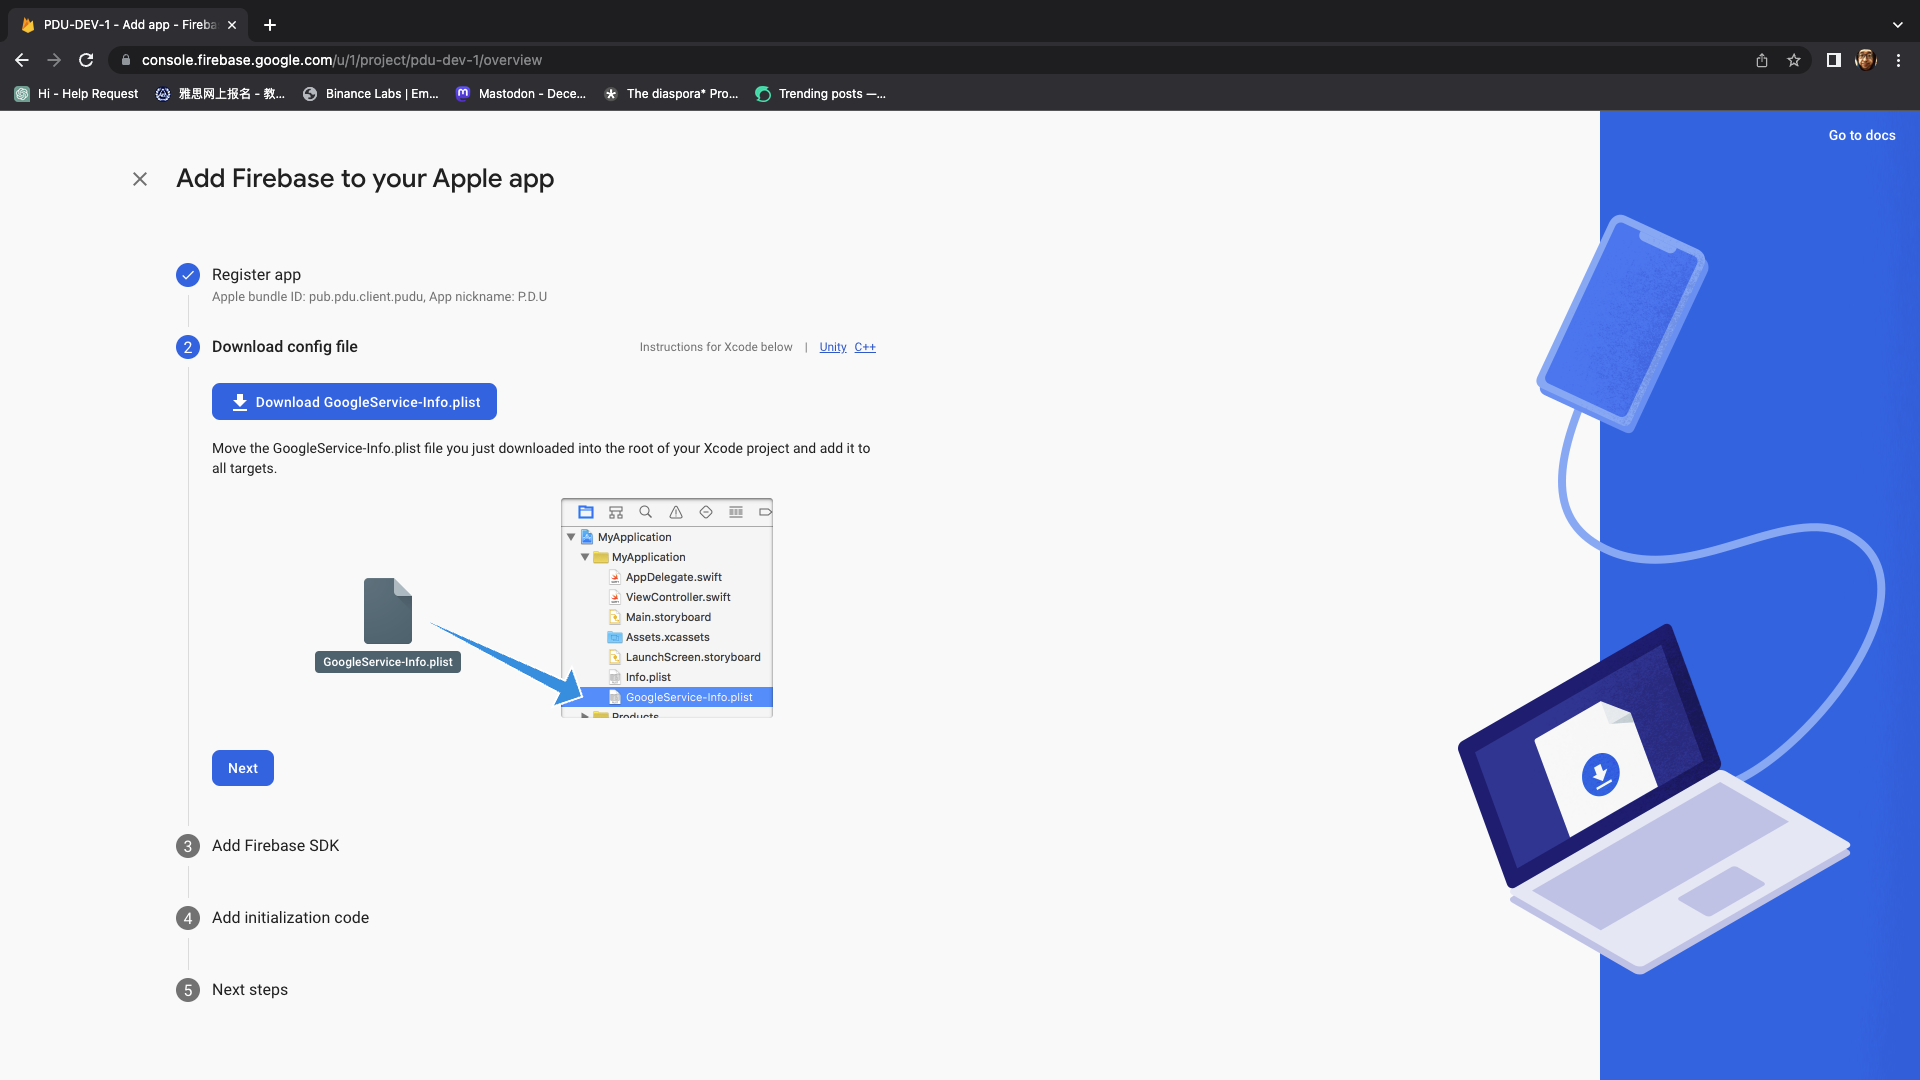 PDU-DEV-1 - Add app - Fireba
console.firebase.google.com/u/1/project/pdu-dev-1/overview
Hi - Help Request
雅思网上报名 - 教...
Binance Labs | Em...
Mastodon - Dece...
The diaspora* Pro...
Trending posts —...
Go to docs
Add Firebase to your Apple app
Register app
Apple bundle ID: pub.pdu.client.pudu, App nickname: P.D.U
2
Download config file
Instructions for Xcode below | Unity C++
Download GoogleService-Info.plist
Move the GoogleService-Info.plist file you just downloaded into the root of your Xcode project and add it to
all targets.
GoogleService-Info.plist
MyApplication
MyApplication
AppDelegate.swift
ViewController.swift
Main.storyboard
Assets.xcassets
LaunchScreen.storyboard
Info.plist
GoogleService-Info.plist
Products
Next
3
Add Firebase SDK
4
Add initialization code
5
Next steps